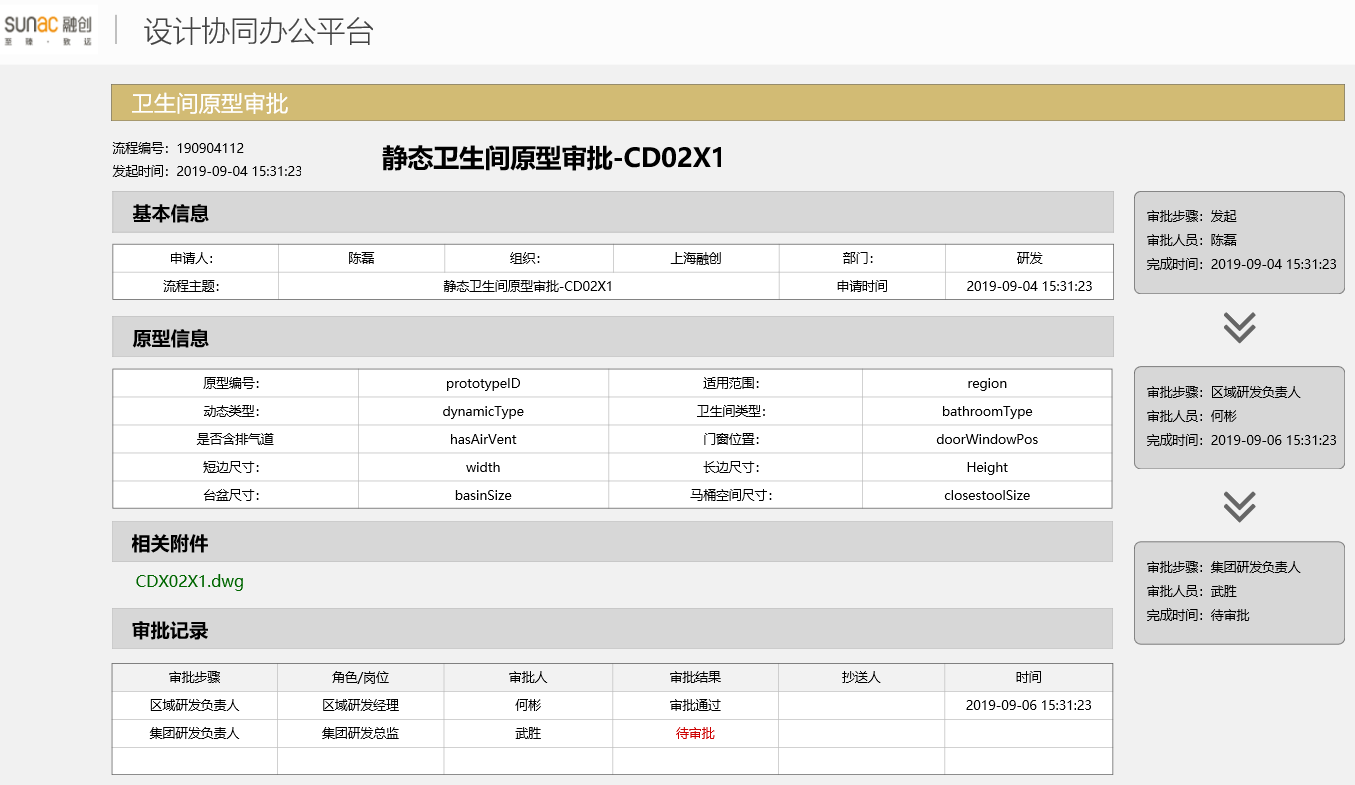 sunac 融创
至臻·致远
设计协同办公平台
卫生间原型审批
流程编号：190904112
发起时间：2019-09-04 15:31:23
静态卫生间原型审批-CD02X1
基本信息
申请人： 陈磊 组织： 上海融创 部门： 研发
流程主题： 静态卫生间原型审批-CD02X1 申请时间 2019-09-04 15:31:23
原型信息
原型编号： prototypeID 适用范围： region
动态类型： dynamicType 卫生间类型： bathroomType
是否含排气道 hasAirVent 门窗位置： doorWindowPos
短边尺寸： width 长边尺寸： Height
台盆尺寸： basinSize 马桶空间尺寸： closestoolSize
相关附件
CDX02X1.dwg
审批记录
审批步骤 角色/岗位 审批人 审批结果 抄送人 时间
区域研发负责人 区域研发经理 何彬 审批通过 2019-09-06 15:31:23
集团研发负责人 集团研发总监 武胜 待审批
审批步骤：发起
审批人员：陈磊
完成时间：2019-09-04 15:31:23
审批步骤：区域研发负责人
审批人员：何彬
完成时间：2019-09-06 15:31:23
审批步骤：集团研发负责人
审批人员：武胜
完成时间：待审批